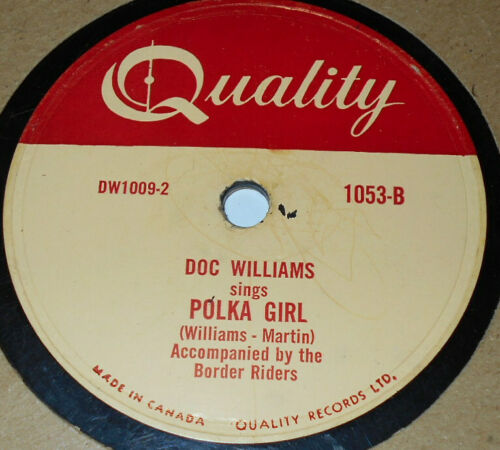 Quality
DW1009-2 1053-B
DOC WILLIAMS
sings
POLKA GIRL
(Williams - Martin)
Accompanied by the
Border Riders
MADE IN CANADA QUALITY RECORDS LTD.